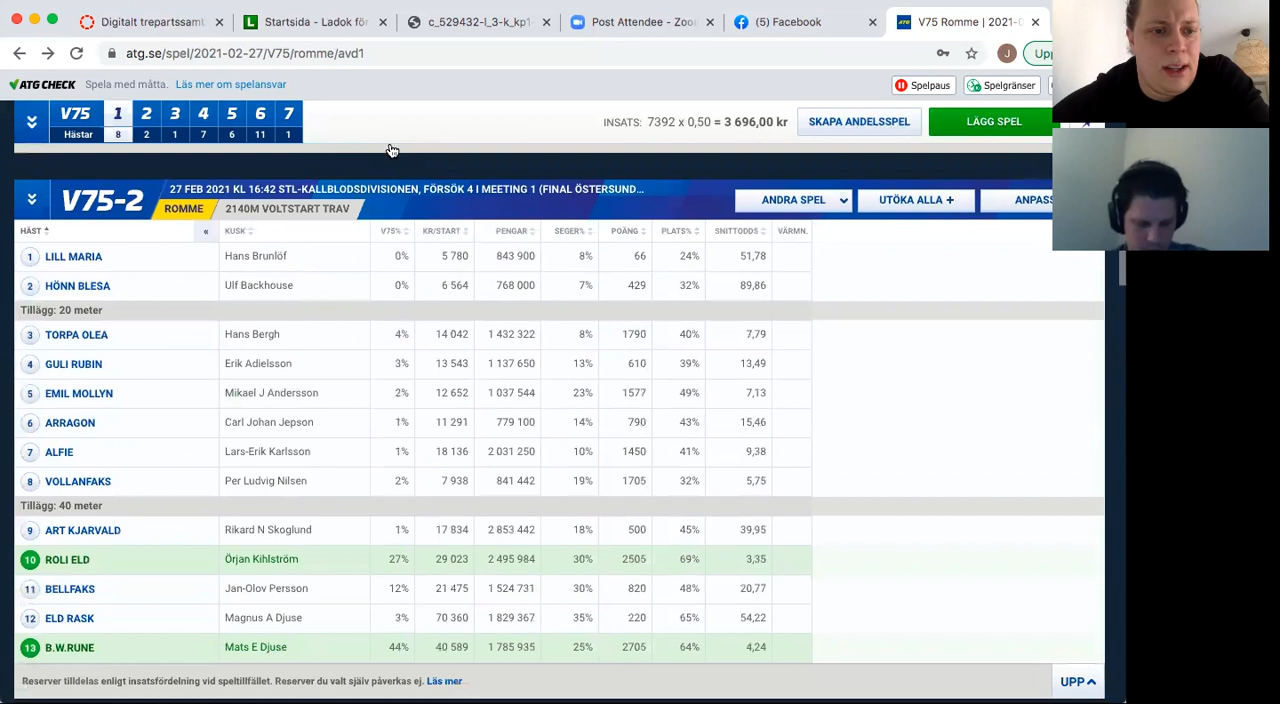 Digitalt trepartssam
Startsida - Ladok för
c_529432-l_3-k_kp1-
Post Attendee - Zoo
(5) Facebook
V75 Romme | 2021-0
atg.se/spel/2021-02-27/V75/romme/avd1
J
Upp
ATG CHECK Spela med måtta. Läs mer om spelansvar
Spelpaus
Spelgränser
V75 1 2 3 4 5 6 7
Hästar 8 2 1 7 6 11 1
INSATS: 7392 x 0,50 = 3 696,00 kr
SKAPA ANDELSSPEL
LÄGG SPEL
V75-2
27 FEB 2021 KL 16:42 STL-KALLBLODSDIVISIONEN, FÖRSÖK 4 I MEETING 1 (FINAL ÖSTERSUND...
ROMME 2140M VOLTSTART TRAV
ANDRA SPEL
UTÖKA ALLA +
ANPASS
HÄST « KUSK V75% KR/START PENGAR SEGER% POÄNG PLATS% SNITTODDS VÄRMN.
1 LILL MARIA Hans Brunlöf 0% 5 780 843 900 8% 66 24% 51,78
2 HÖNN BLESA Ulf Backhouse 0% 6 564 768 000 7% 429 32% 89,86
Tillägg: 20 meter
3 TORPA OLEA Hans Bergh 4% 14 042 1 432 322 8% 1790 40% 7,79
4 GULI RUBIN Erik Adielsson 3% 13 543 1 137 650 13% 610 39% 13,49
5 EMIL MOLLYN Mikael J Andersson 2% 12 652 1 037 544 23% 1577 49% 7,13
6 ARRAGON Carl Johan Jepson 1% 11 291 779 100 14% 790 43% 15,46
7 ALFIE Lars-Erik Karlsson 1% 18 136 2 031 250 10% 1450 41% 9,38
8 VOLLANFAKS Per Ludvig Nilsen 2% 7 938 841 442 19% 1705 32% 5,75
Tillägg: 40 meter
9 ART KJARVALD Rikard N Skoglund 1% 17 834 2 853 442 18% 500 45% 39,95
10 ROLI ELD Örjan Kihlström 27% 29 023 2 495 984 30% 2505 69% 3,35
11 BELLFAKS Jan-Olov Persson 12% 21 475 1 524 731 30% 820 48% 20,77
12 ELD RASK Magnus A Djuse 3% 70 360 1 829 367 35% 220 65% 54,22
13 B.W.RUNE Mats E Djuse 44% 40 589 1 785 935 25% 2705 64% 4,24
Reserver tilldelas enligt insatsfördelning vid speltillfället. Reserver du valt själv påverkas ej. Läs mer
UPP